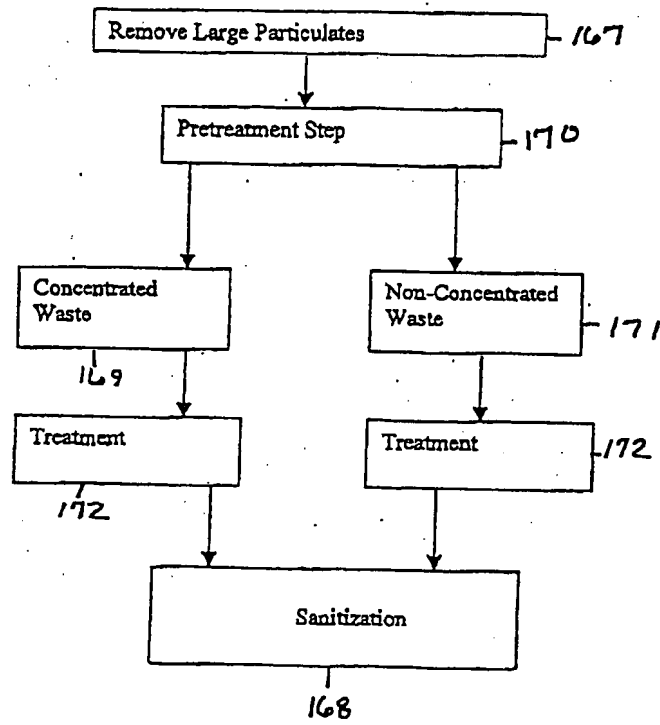 Remove Large Particulates
167
Pretreatment Step
170
Concentrated
Waste
169
Non-Concentrated
Waste
171
Treatment
172
Treatment
172
Sanitization
168